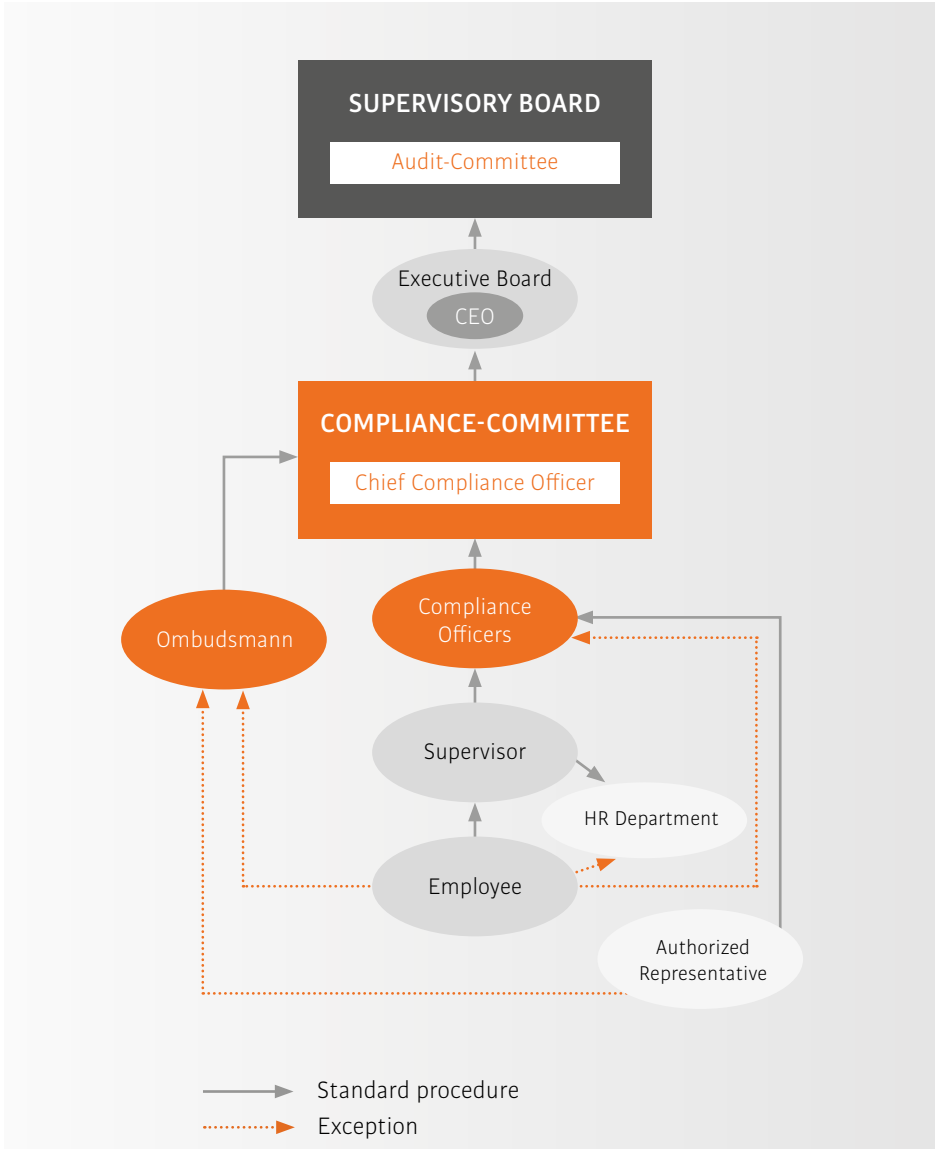 SUPERVISORY BOARD
Audit-Committee
Executive Board
CEO
COMPLIANCE-COMMITTEE
Chief Compliance Officer
Compliance
Officers
Ombudsmann
Supervisor
HR Department
Employee
Authorized
Representative
Standard procedure
Exception